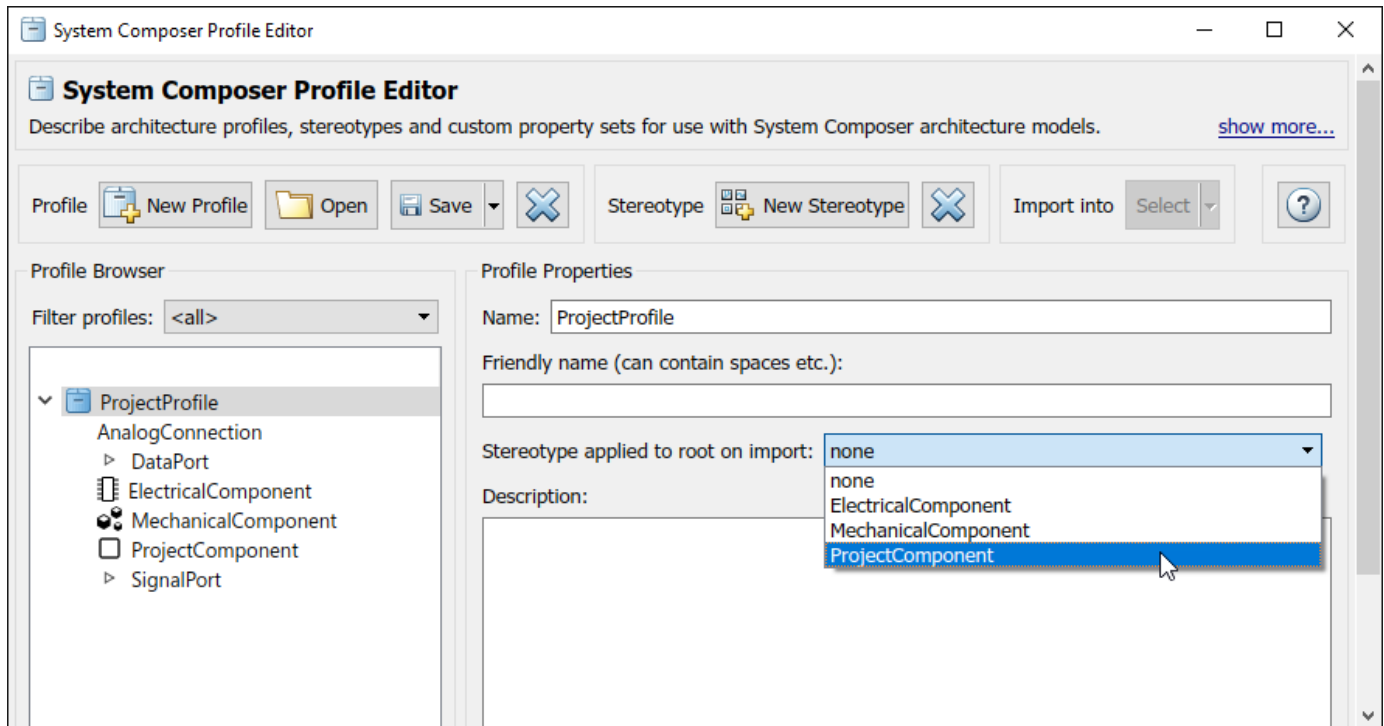 System Composer Profile Editor
System Composer Profile Editor
Describe architecture profiles, stereotypes and custom property sets for use with System Composer architecture models. show more...
Profile New Profile Open Save Stereotype New Stereotype Import into Select ?
Profile Browser
Filter profiles: <all>
ProjectProfile
AnalogConnection
DataPort
ElectricalComponent
MechanicalComponent
ProjectComponent
SignalPort
Profile Properties
Name: ProjectProfile
Friendly name (can contain spaces etc.):
Stereotype applied to root on import: none
none
ElectricalComponent
MechanicalComponent
ProjectComponent
Description: